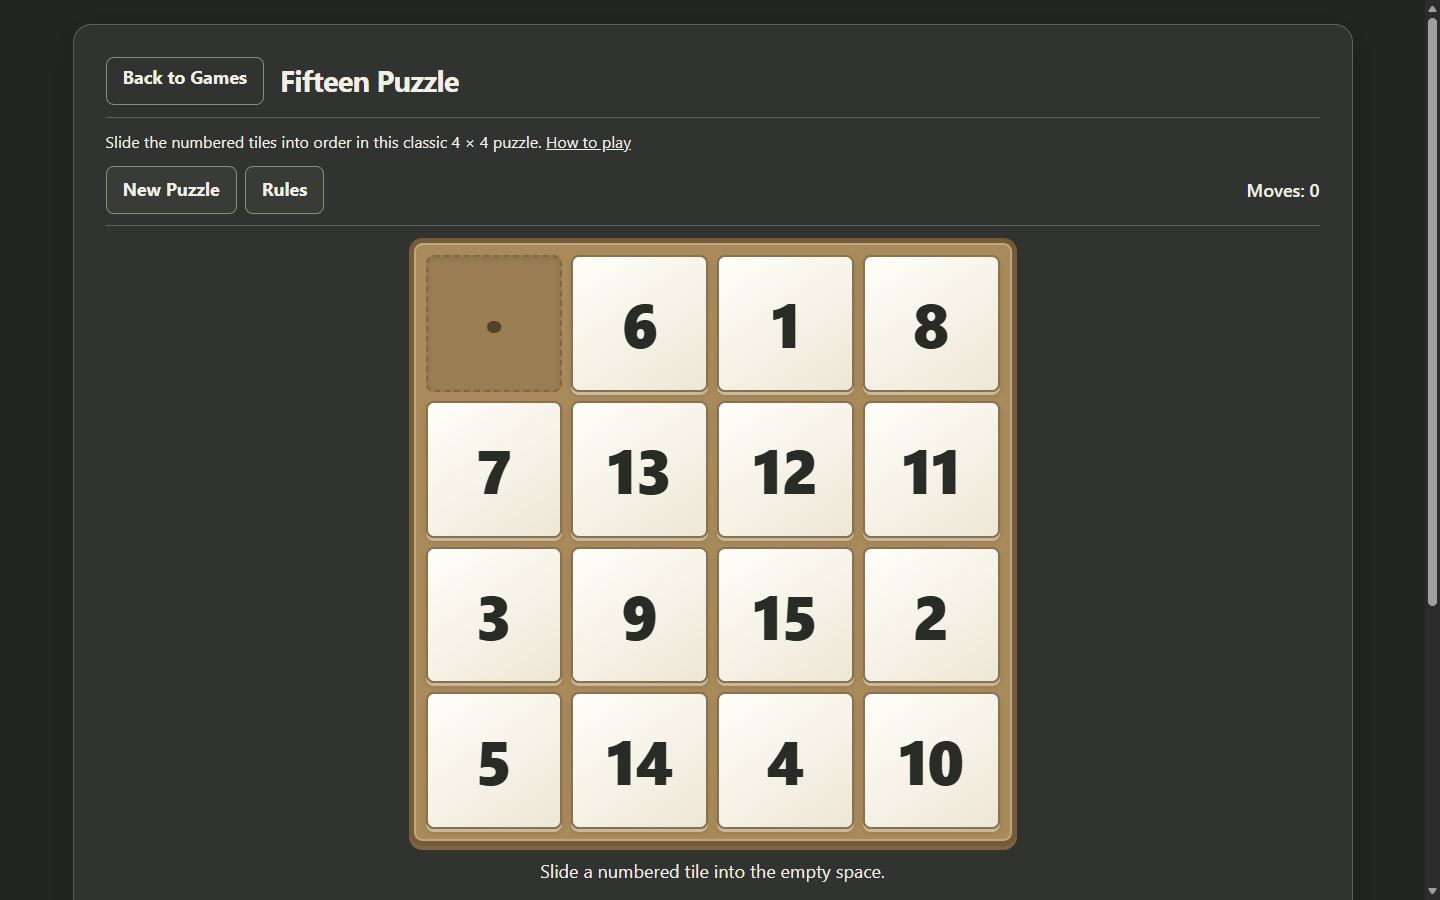 Back to Games Fifteen Puzzle
Slide the numbered tiles into order in this classic 4 × 4 puzzle. How to play
New Puzzle Rules Moves: 0
6 1 8
7 13 12 11
3 9 15 2
5 14 4 10
Slide a numbered tile into the empty space.